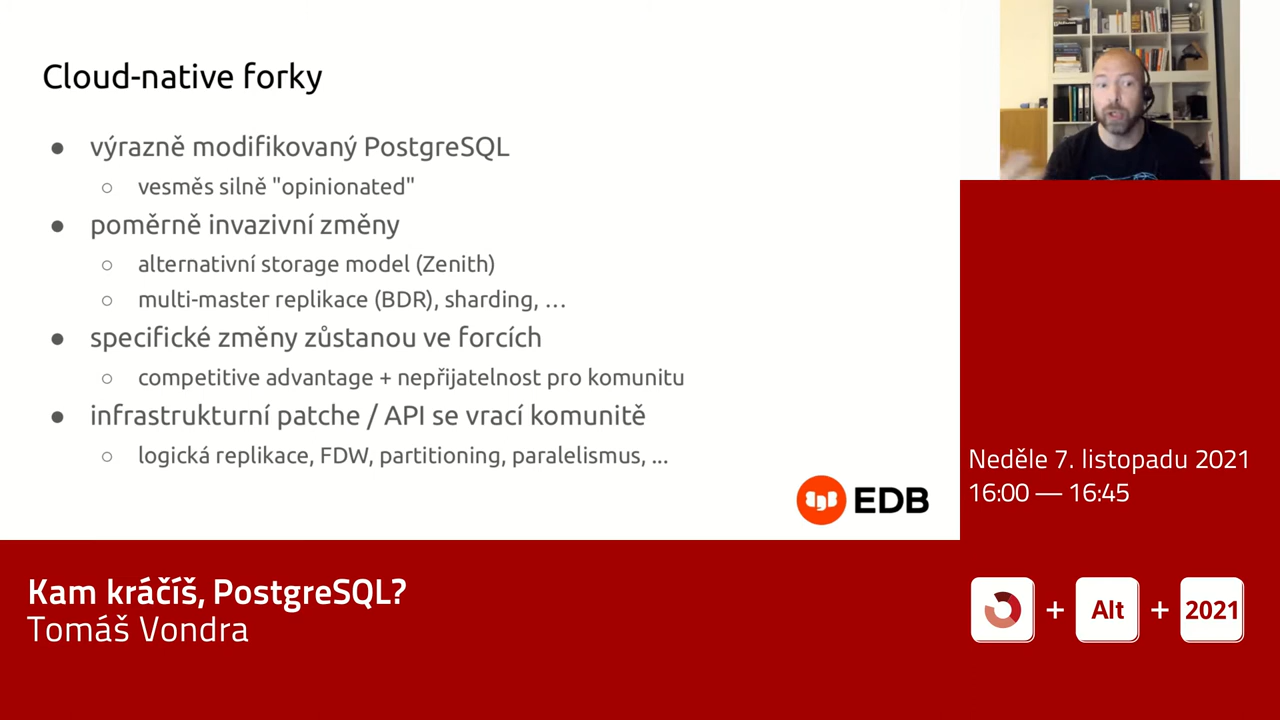 Cloud-native forky
● výrazně modifikovaný PostgreSQL
○ vesměs silně "opinionated"
● poměrně invazivní změny
○ alternativní storage model (Zenith)
○ multi-master replikace (BDR), sharding, …
● specifické změny zůstanou ve forcích
○ competitive advantage + nepřijatelnost pro komunitu
● infrastrukturní patche / API se vrací komunitě
○ logická replikace, FDW, partitioning, paralelismus, ...
EDB
Neděle 7. listopadu 2021
16:00 — 16:45
Kam kráčíš, PostgreSQL?
Tomáš Vondra
+ Alt + 2021